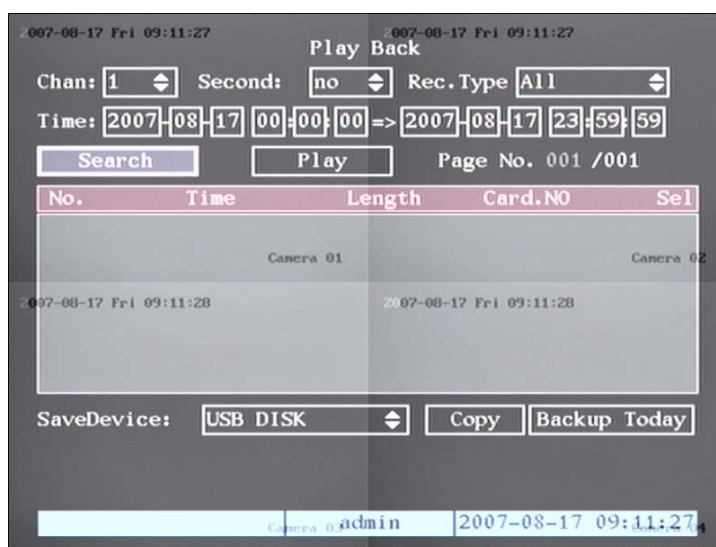 2007-08-17 Fri 09:11:27 2007-08-17 Fri 09:11:27
Play Back
Chan: 1 Second: no Rec.Type All
Time: 2007-08-17 00:00:00 => 2007-08-17 23:59:59
Search Play Page No. 001 /001
No. Time Length Card.NO Sel
Camera 01 Camera 02
2007-08-17 Fri 09:11:28 2007-08-17 Fri 09:11:28
SaveDevice: USB DISK Copy Backup Today
admin 2007-08-17 09:11:27
Camera 03 Camera 04